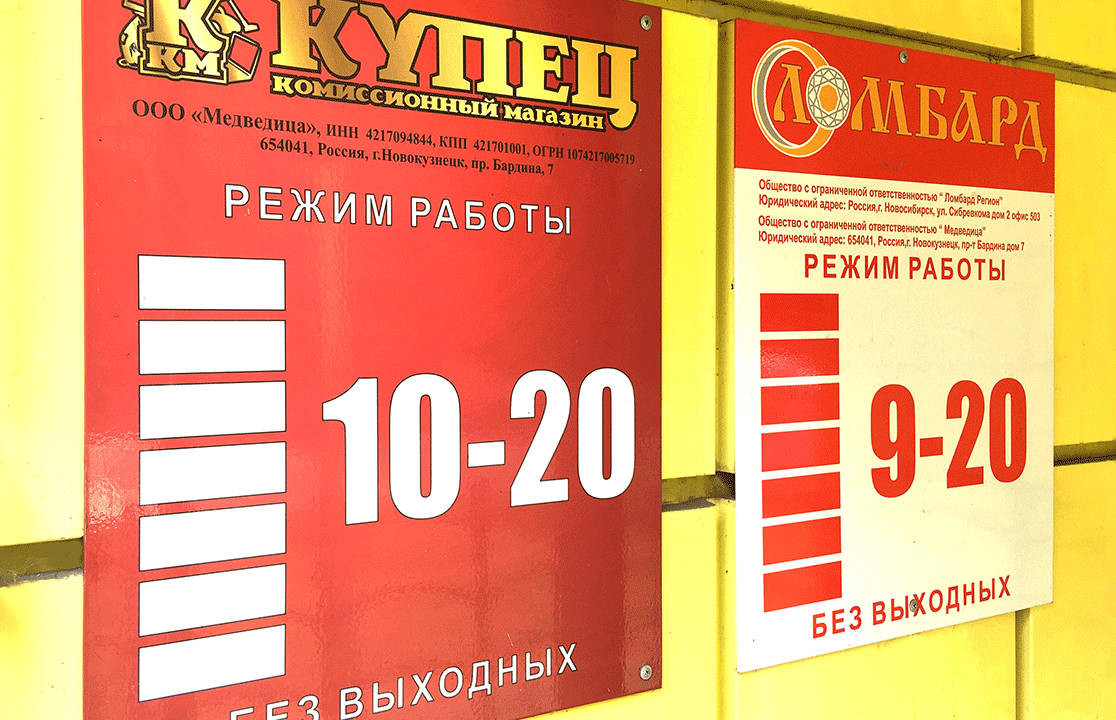 К
КМ
КУПЕЦ
комиссионный магазин
ООО «Медведица», ИНН 4217094844, КПП 421701001, ОГРН 1074217005719
654041, Россия, г.Новокузнецк, пр. Бардина, 7
РЕЖИМ РАБОТЫ
10-20
БЕЗ ВЫХОДНЫХ
ЛОМБАРД
Общество с ограниченной ответственностью " Ломбард Регион"
Юридический адрес: Россия,г. Новосибирск, ул. Сибревкома дом 2 офис 503
Общество с ограниченной ответственностью " Медведица"
Юридический адрес: 654041, Россия,г. Новокузнецк, пр-т Бардина дом 7
РЕЖИМ РАБОТЫ
9-20
БЕЗ ВЫХОДНЫХ